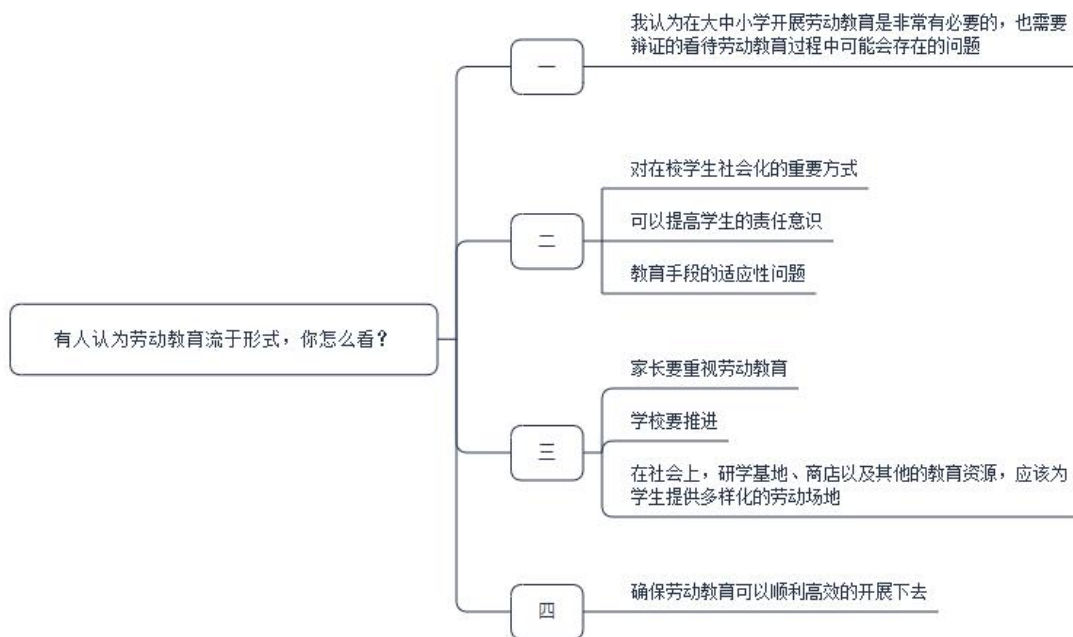 有人认为劳动教育流于形式，你怎么看？
一
我认为在大中小学开展劳动教育是非常有必要的，也需要
辩证的看待劳动教育过程中可能会存在的问题
二
对在校学生社会化的重要方式
可以提高学生的责任意识
教育手段的适应性问题
三
家长要重视劳动教育
学校要推进
在社会上，研学基地、商店以及其他的教育资源，应该为
学生提供多样化的劳动场地
四
确保劳动教育可以顺利高效的开展下去